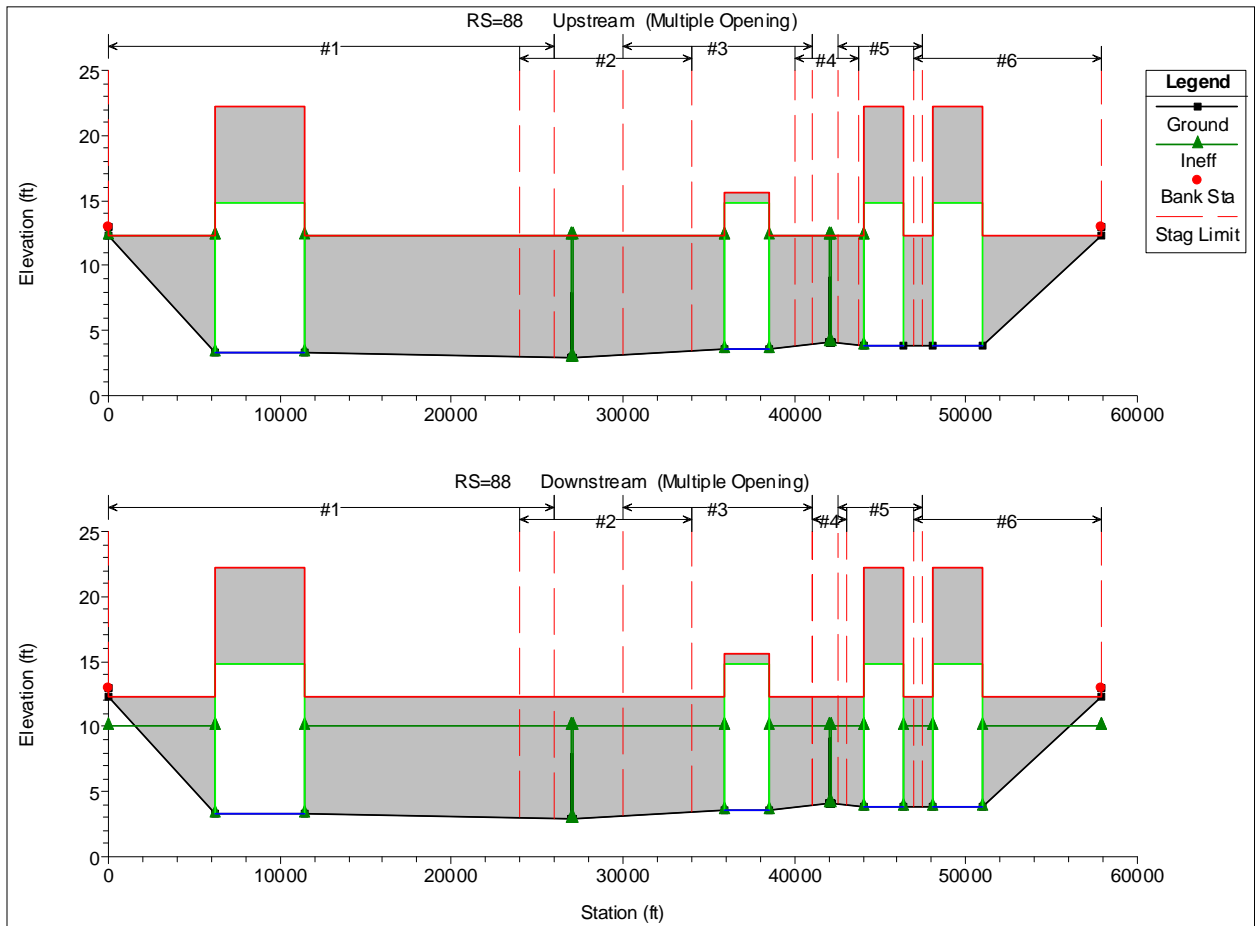 RS=88 Upstream (Multiple Opening)
#1 #3 #5
#2 #4 #6
25
20
15
10
5
0
Elevation (ft)
0 10000 20000 30000 40000 50000 60000
Legend
Ground
Ineff
Bank Sta
Stag Limit
RS=88 Downstream (Multiple Opening)
#1 #3 #5
#2 #4 #6
25
20
15
10
5
0
Elevation (ft)
0 10000 20000 30000 40000 50000 60000
Station (ft)